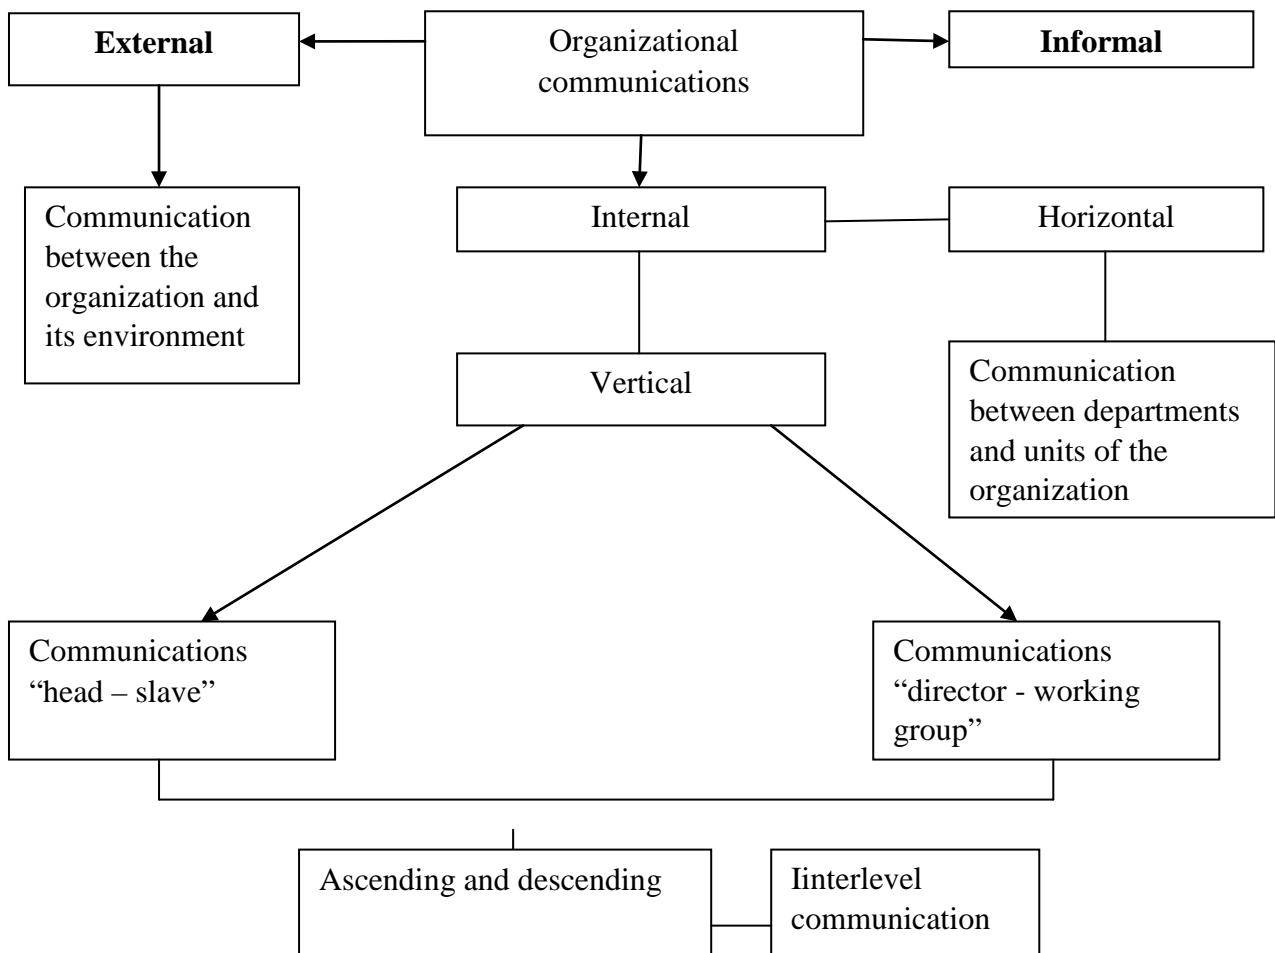 External
Organizational
communications
Informal
Communication
between the
organization and
its environment
Internal
Horizontal
Vertical
Communication
between departments
and units of the
organization
Communications
“head – slave”
Communications
“director - working
group”
Ascending and descending
Iinterlevel
communication